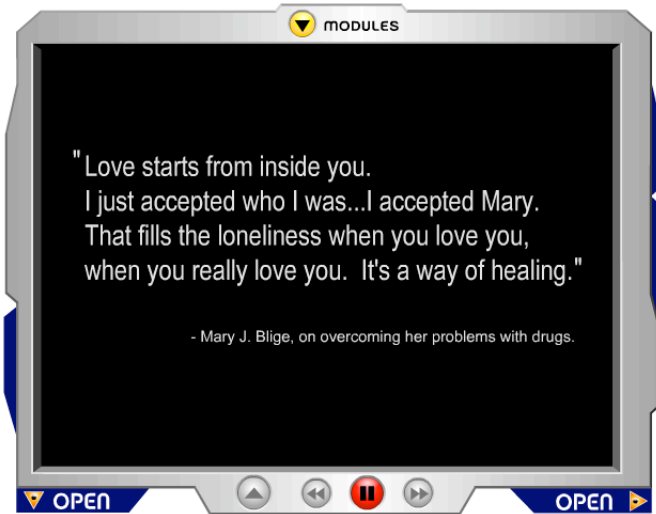 MODULES
"Love starts from inside you.
I just accepted who I was...I accepted Mary.
That fills the loneliness when you love you,
when you really love you.  It's a way of healing."
- Mary J. Blige, on overcoming her problems with drugs.
OPEN
OPEN